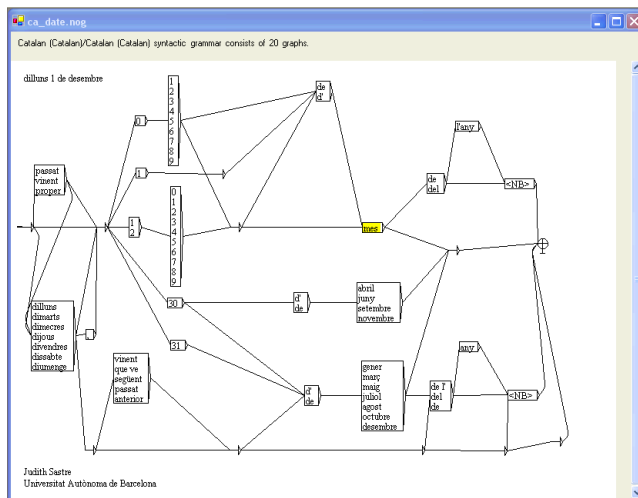 ca_date.nog
Catalan (Catalan)/Catalan (Catalan) syntactic grammar consists of 20 graphs.
dilluns 1 de desembre
1
2
3
4
5
6
7
8
9
0
de
d'
l'any
1
passat
vinent
proper
de
del
<NB>
0
1
2
3
4
5
6
7
8
9
1
2
mes
dilluns
dimarts
dimecres
dijous
divendres
dissabte
diumenge
30
d'
de
abril
juny
setembre
novembre
31
vinent
que ve
següent
passat
anterior
d'
de
gener
març
maig
juliol
agost
octubre
desembre
any
de l'
del
de
<NB>
Judith Sastre
Universitat Autònoma de Barcelona